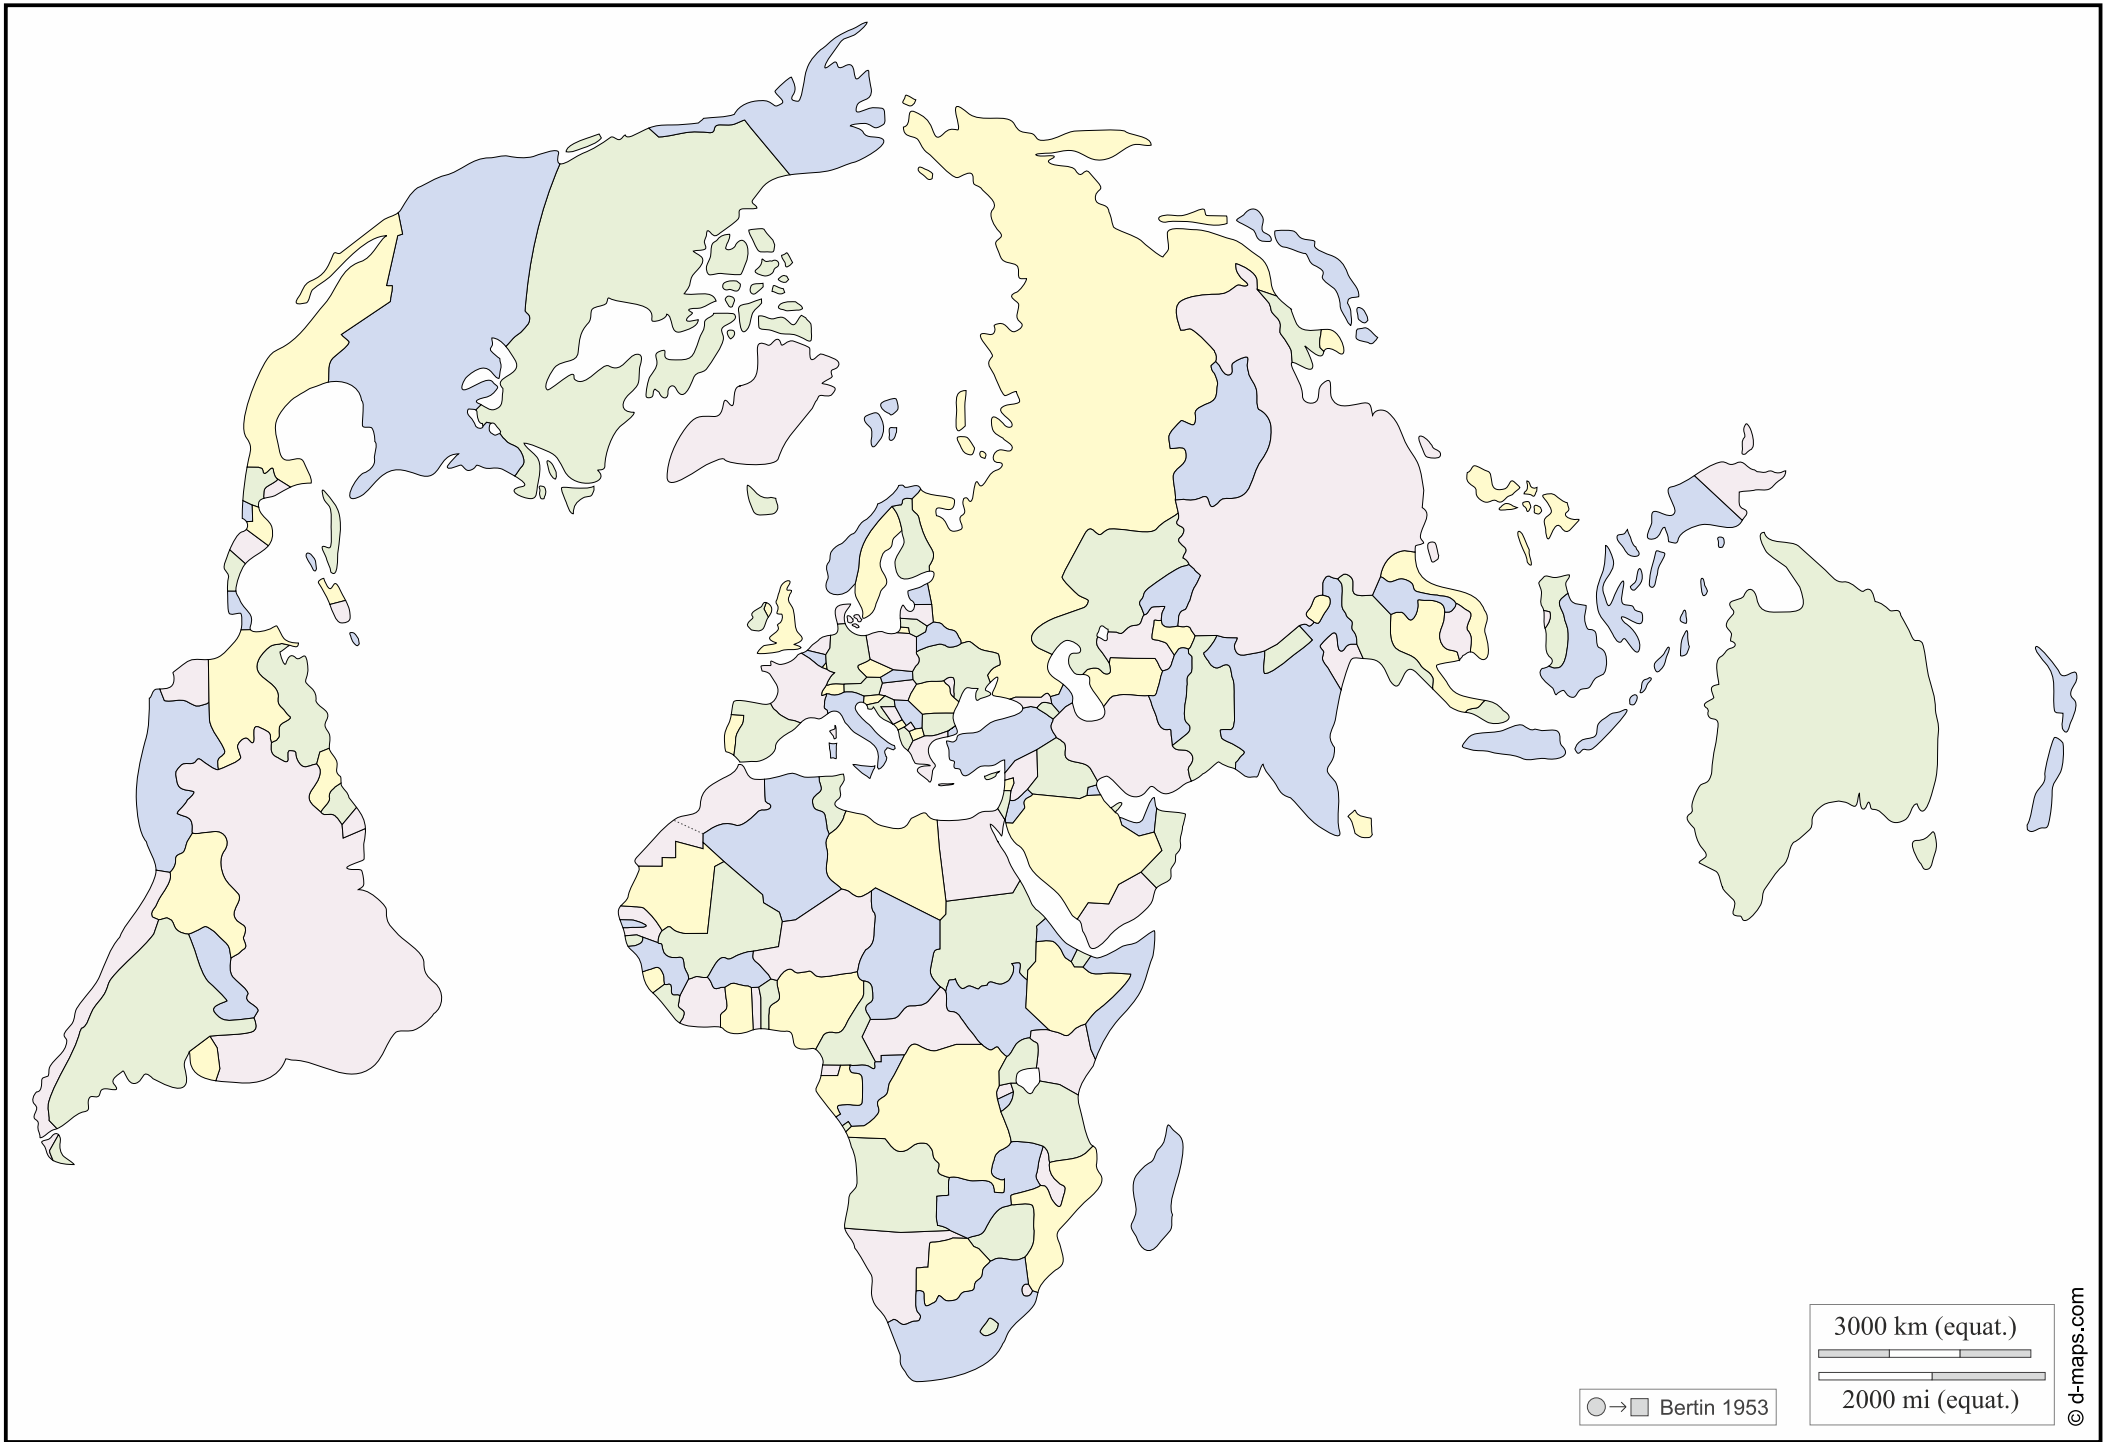 3000 km (equat.)
2000 mi (equat.)
Bertin 1953
© d-maps.com